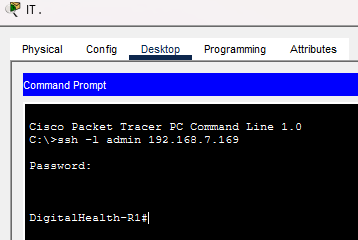 IT .
Physical Config Desktop Programming Attributes
Command Prompt
Cisco Packet Tracer PC Command Line 1.0
C:\>ssh -l admin 192.168.7.169
Password:
DigitalHealth-R1#